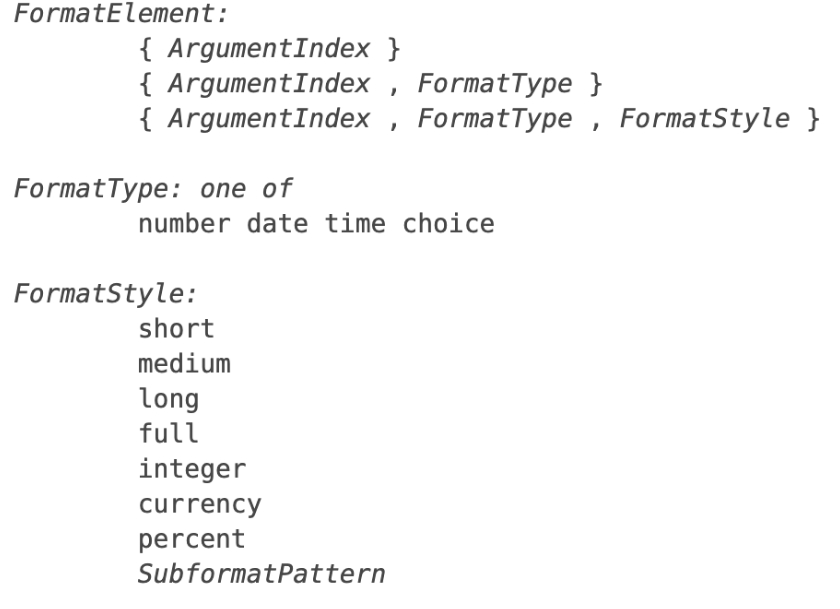 FormatElement:
{ ArgumentIndex }
{ ArgumentIndex , FormatType }
{ ArgumentIndex , FormatType , FormatStyle }
FormatType: one of
number date time choice
FormatStyle:
short
medium
long
full
integer
currency
percent
SubformatPattern